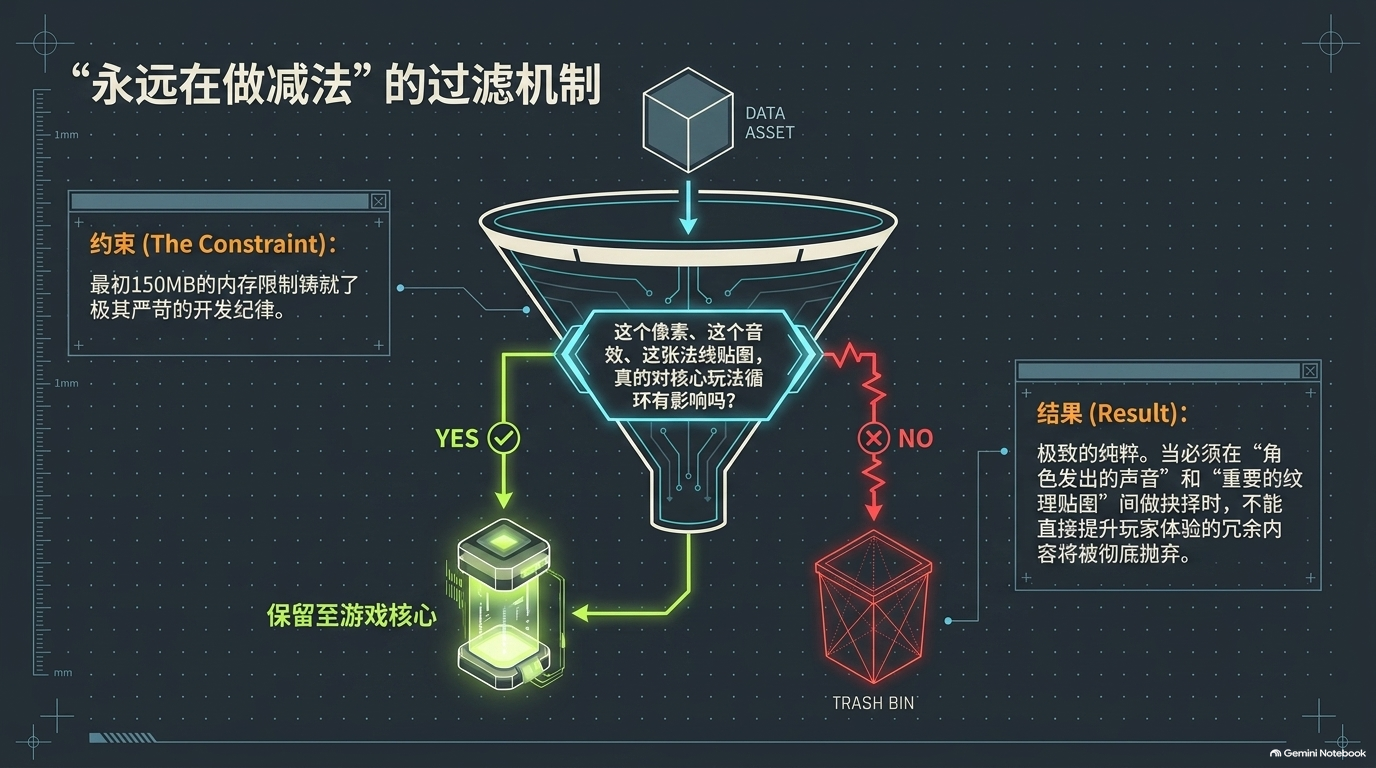 “永远在做减法”的过滤机制
DATA
ASSET
1mm
约束 (The Constraint):
最初150MB的内存限制铸就了
极其严苛的开发纪律。
这个像素、这个音
效、这张法线贴图，
真的对核心玩法循
环有影响吗?
1mm
YES
NO
结果 (Result):
极致的纯粹。当必须在“角
色发出的声音”和“重要的纹
理贴图”间做抉择时，不能
直接提升玩家体验的冗余内
容将被彻底抛弃。
保留至游戏核心
mm
TRASH BIN
Gemini Notebook